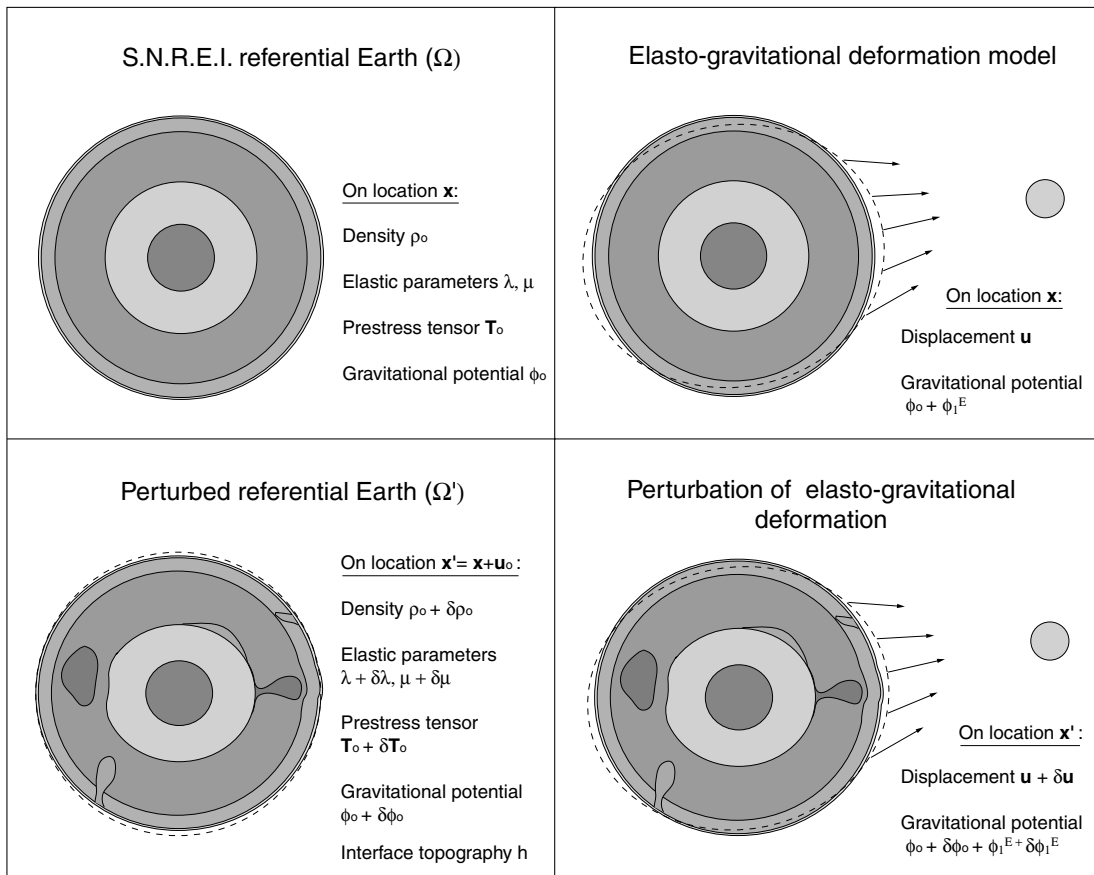 S.N.R.E.I. referential Earth (Ω)
On location x:
Density ρo
Elastic parameters λ, μ
Prestress tensor To
Gravitational potential ϕo
Elasto-gravitational deformation model
On location x:
Displacement u
Gravitational potential
ϕo + ϕ1E
Perturbed referential Earth (Ω')
On location x'= x+uo :
Density ρo + δρo
Elastic parameters
λ + δλ, μ + δμ
Prestress tensor
To + δTo
Gravitational potential
ϕo + δϕo
Interface topography h
Perturbation of elasto-gravitational
deformation
On location x' :
Displacement u + δu
Gravitational potential
ϕo + δϕo + ϕ1E + δϕ1E